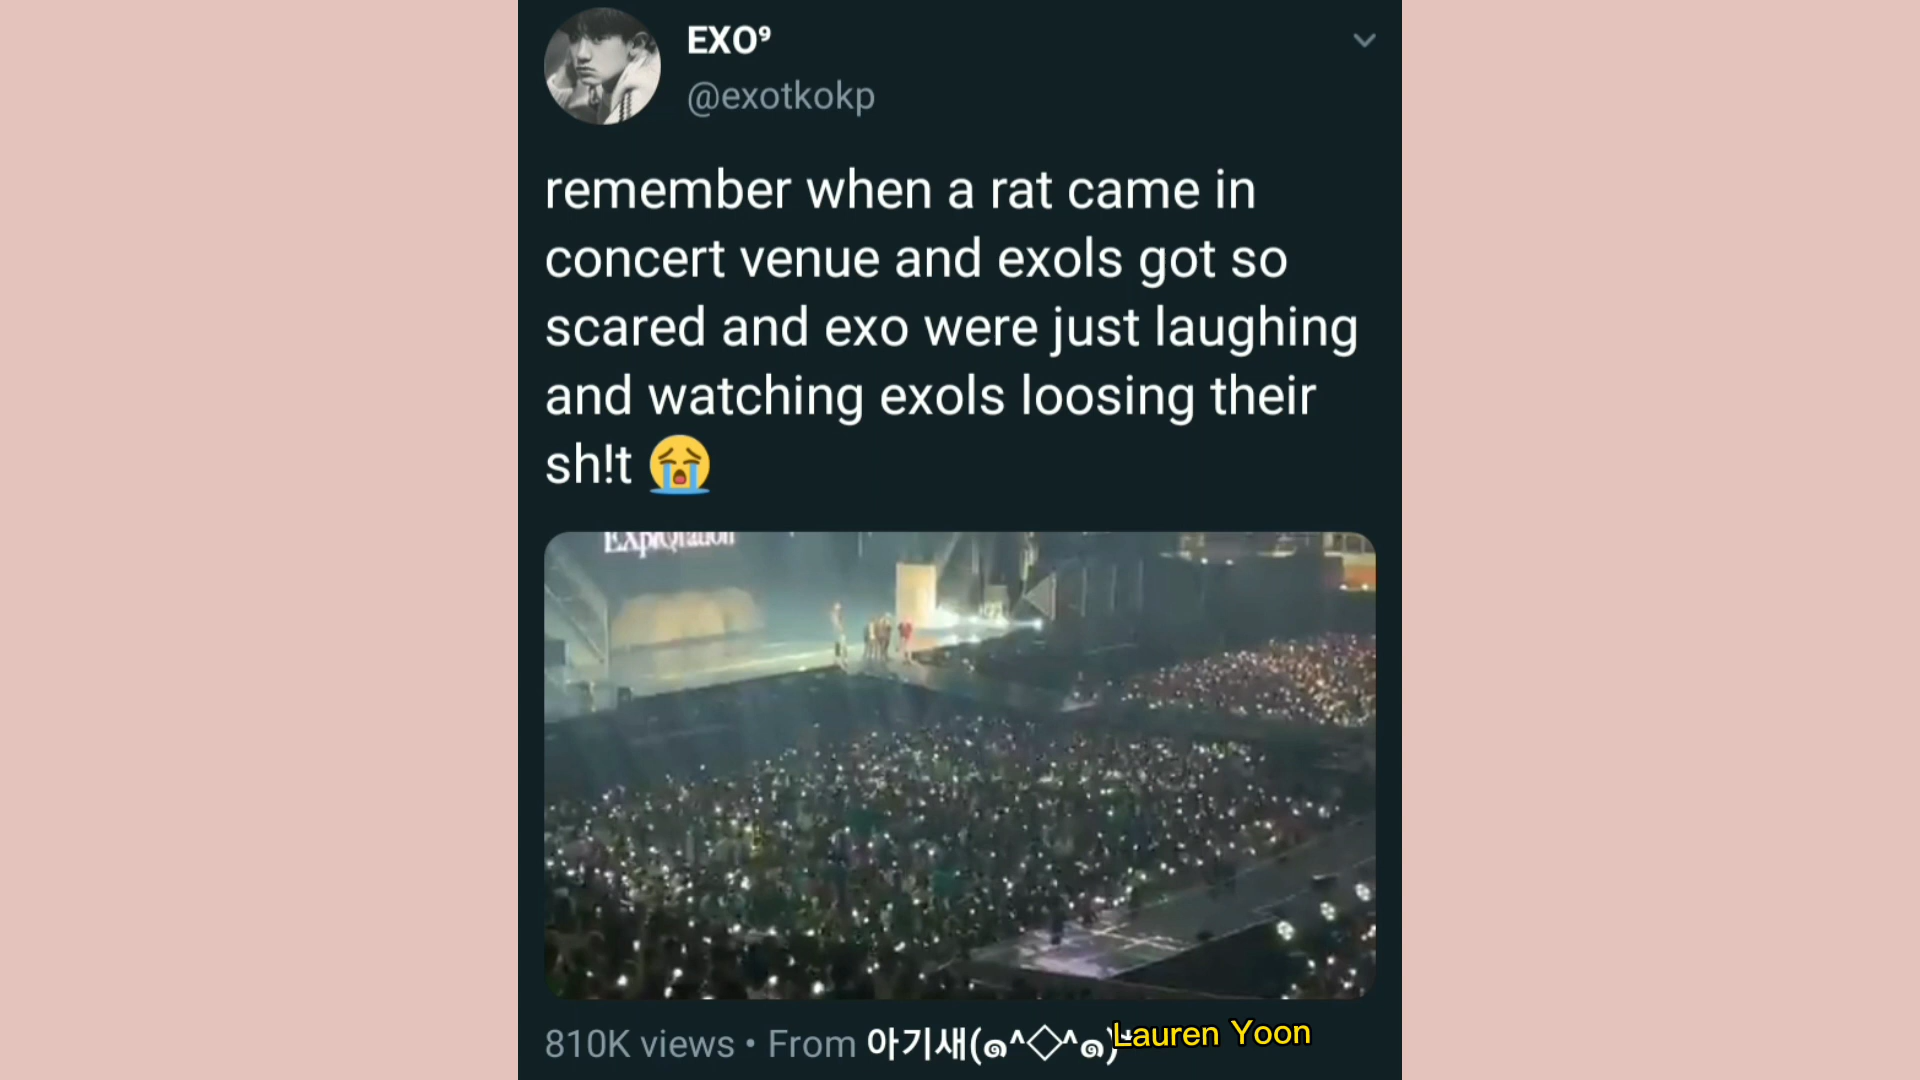 EXO⁹
@exotkokp
remember when a rat came in
concert venue and exols got so
scared and exo were just laughing
and watching exols loosing their
sh!t 😭
EXplOration
810K views • From 아기새(๑^◇^๑)*
Lauren Yoon